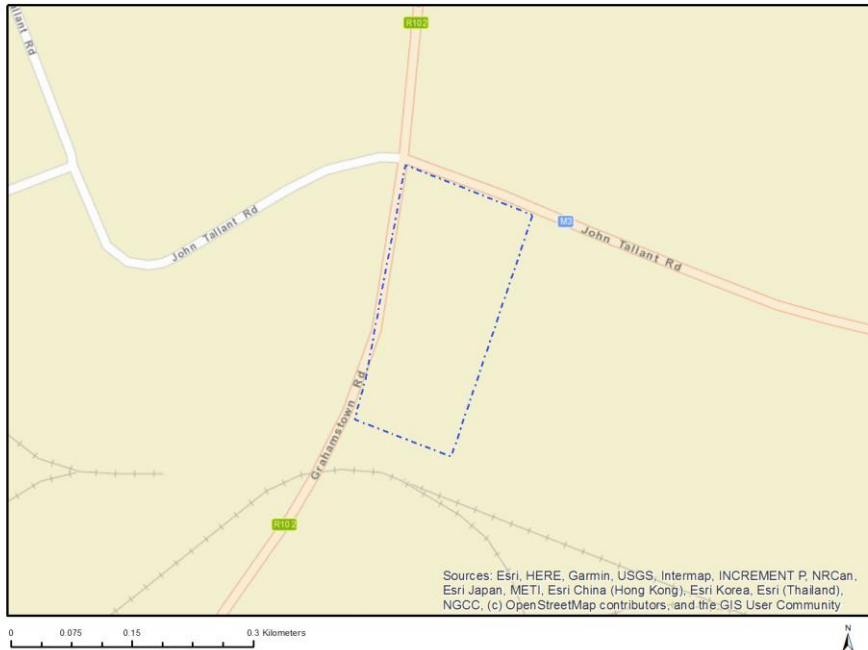 Tallant Rd
R102
John Tallant Rd
M3
John Tallant Rd
Grahamstown Rd
R102
Sources: Esri, HERE, Garmin, USGS, Intermap, INCREMENT P, NRCan,
Esri Japan, METI, Esri China (Hong Kong), Esri Korea, Esri (Thailand),
NGCC, (c) OpenStreetMap contributors, and the GIS User Community
0 0.075 0.15 0.3 Kilometers
N